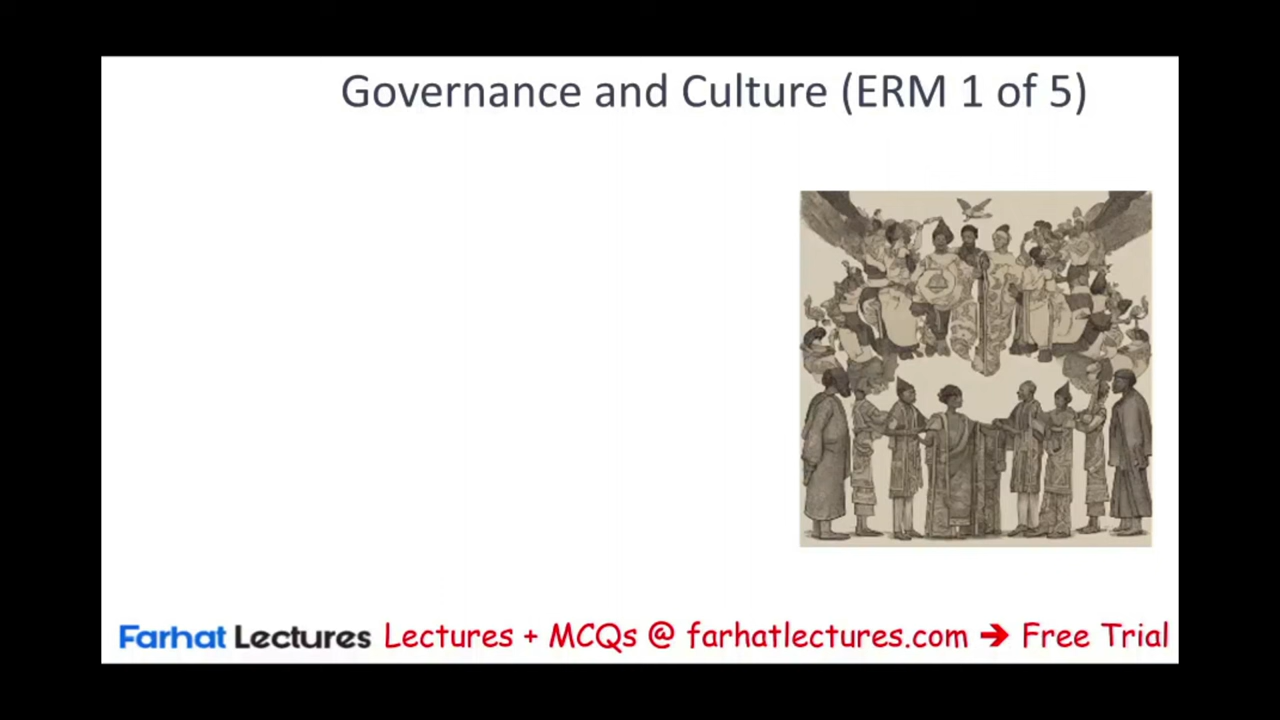 Governance and Culture (ERM 1 of 5)
Farhat Lectures Lectures + MCQs @ farhatlectures.com ➔ Free Trial